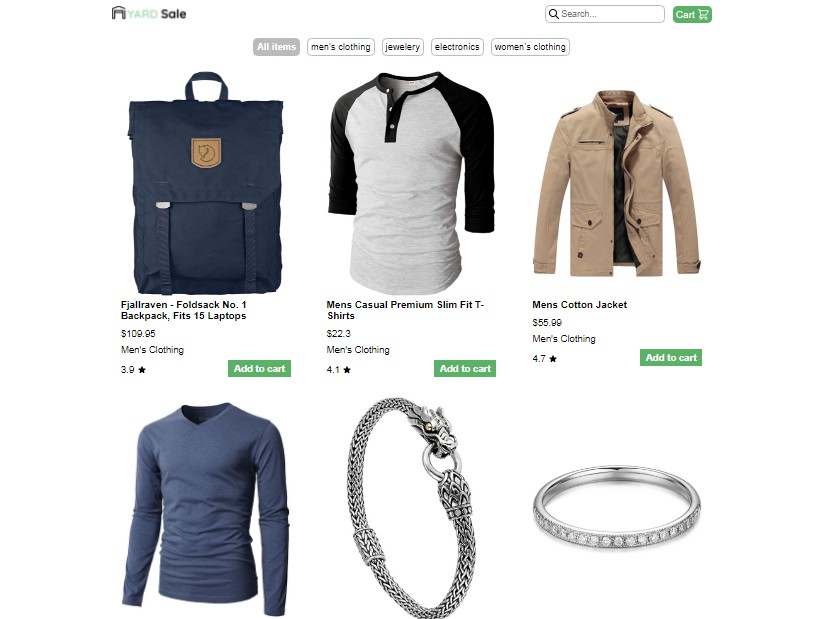 YARD Sale
Search...
Cart
All items
men's clothing
jewelery
electronics
women's clothing
Fjallraven - Foldsack No. 1
Backpack, Fits 15 Laptops
$109.95
Men's Clothing
3.9
Add to cart
Mens Casual Premium Slim Fit T-
Shirts
$22.3
Men's Clothing
4.1
Add to cart
Mens Cotton Jacket
$55.99
Men's Clothing
4.7
Add to cart